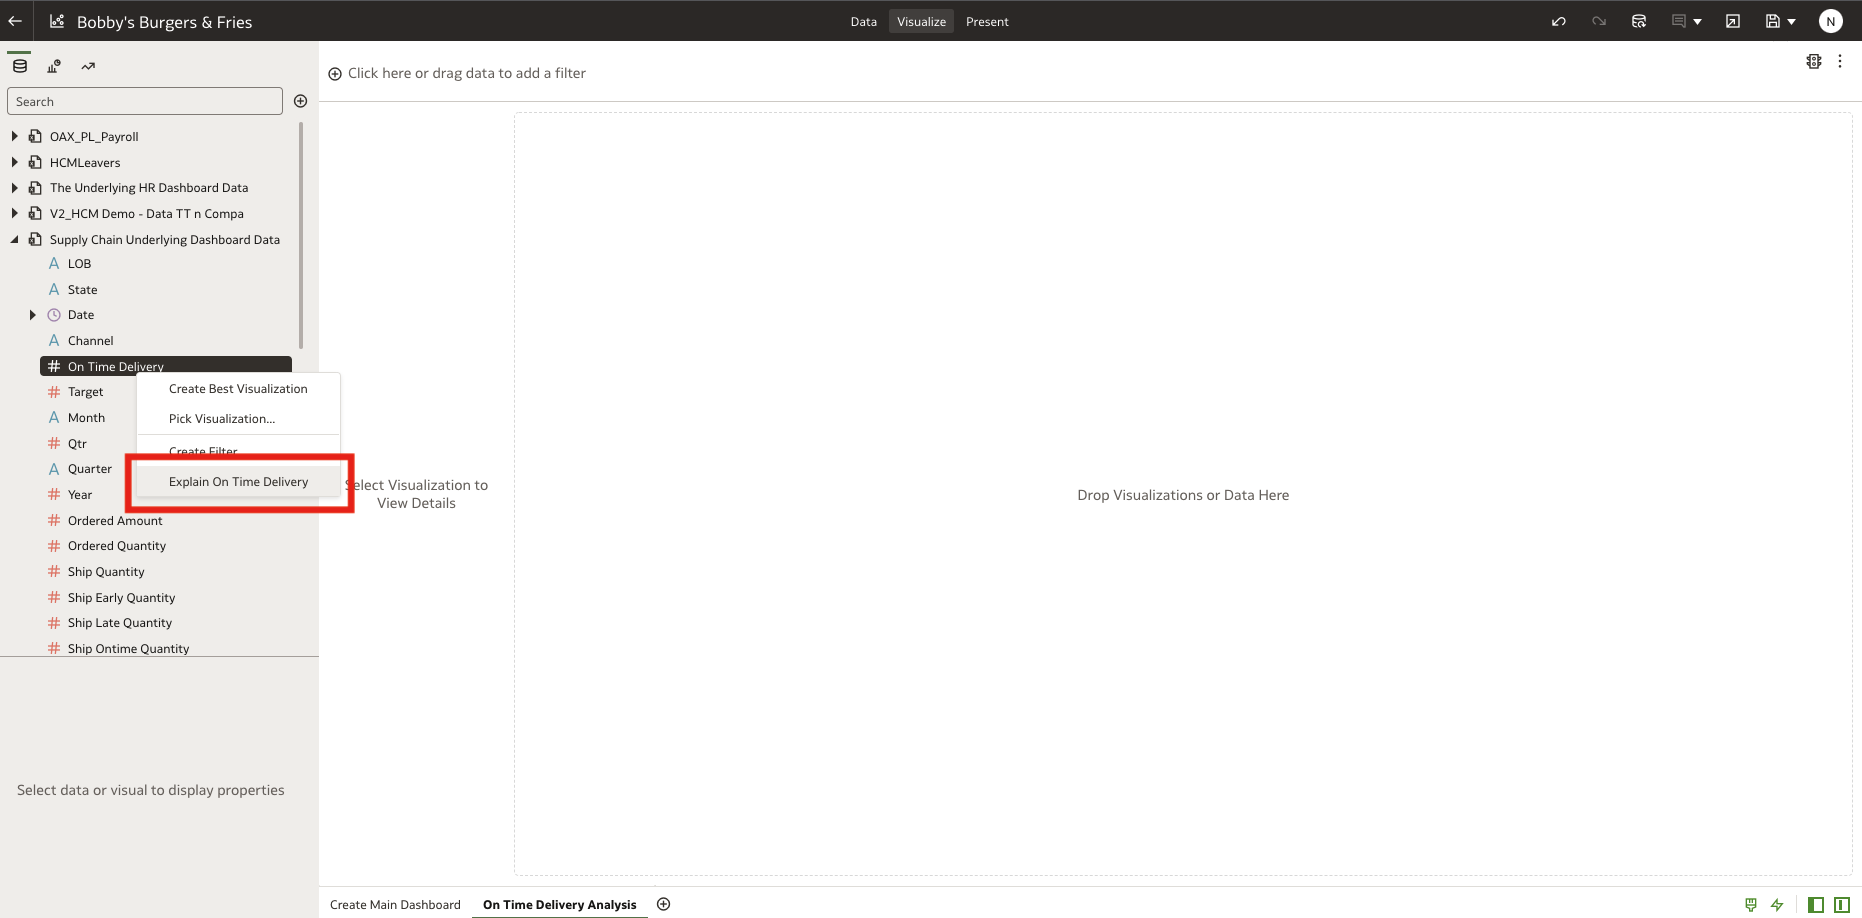 Bobby's Burgers & Fries
Data Visualize Present
N
Click here or drag data to add a filter
Search
OAX_PL_Payroll
HCMLeavers
The Underlying HR Dashboard Data
V2_HCM Demo - Data TT n Compa
Supply Chain Underlying Dashboard Data
A LOB
A State
Date
A Channel
# On Time Delivery
# Target
A Month
# Qtr
A Quarter
# Year
# Ordered Amount
# Ordered Quantity
# Ship Quantity
# Ship Early Quantity
# Ship Late Quantity
# Ship Ontime Quantity
Create Best Visualization
Pick Visualization...
Create Filter
Explain On Time Delivery
Select Visualization to
View Details
Drop Visualizations or Data Here
Select data or visual to display properties
Create Main Dashboard On Time Delivery Analysis